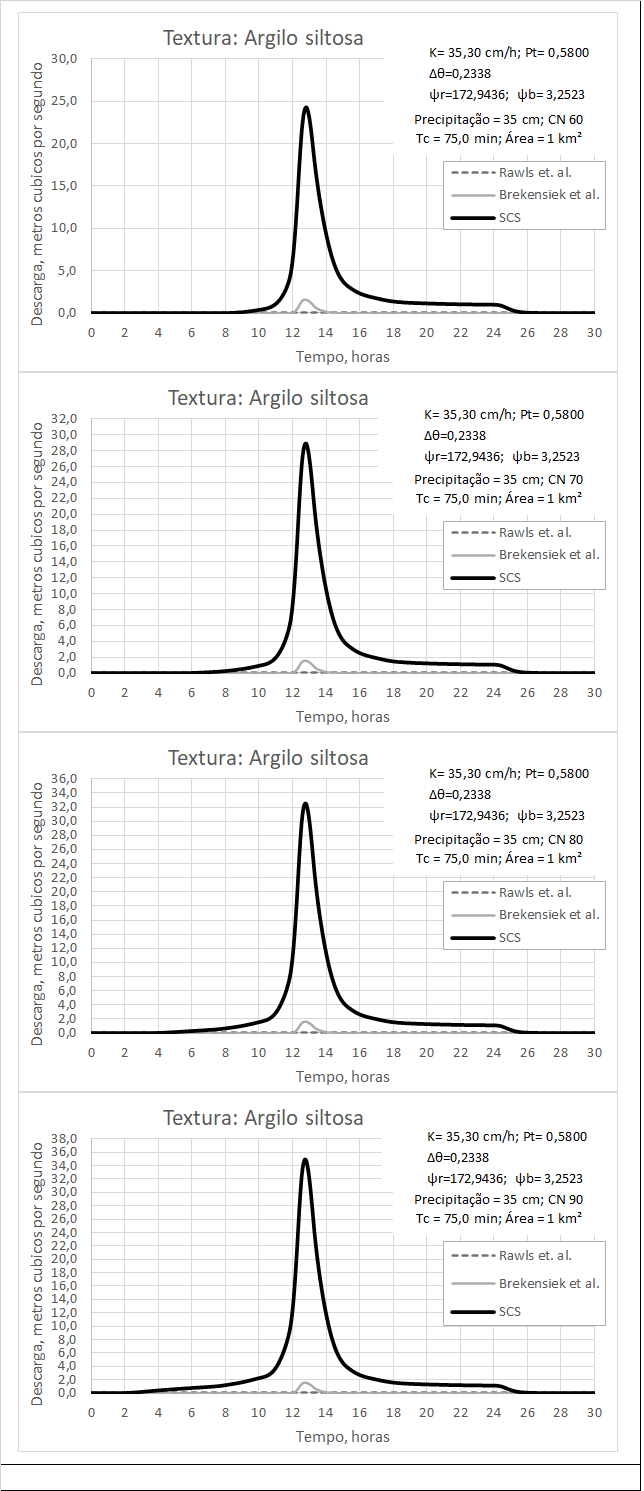 Textura: Argilo siltosa
K= 35,30 cm/h; Pt= 0,5800
Δθ=0,2338
ψr=172,9436;  ψb= 3,2523
Precipitação = 35 cm; CN 60
Tc = 75,0 min; Área = 1 km²
Rawls et. al.
Brekensiek et al.
SCS
Descarga, metros cubicos por segundo
30,0
25,0
20,0
15,0
10,0
5,0
0,0
0 2 4 6 8 10 12 14 16 18 20 22 24 26 28 30
Tempo, horas
Textura: Argilo siltosa
K= 35,30 cm/h; Pt= 0,5800
Δθ=0,2338
ψr=172,9436;  ψb= 3,2523
Precipitação = 35 cm; CN 70
Tc = 75,0 min; Área = 1 km²
Rawls et. al.
Brekensiek et al.
SCS
Descarga, metros cubicos por segundo
32,0
30,0
28,0
26,0
24,0
22,0
20,0
18,0
16,0
14,0
12,0
10,0
8,0
6,0
4,0
2,0
0,0
0 2 4 6 8 10 12 14 16 18 20 22 24 26 28 30
Tempo, horas
Textura: Argilo siltosa
K= 35,30 cm/h; Pt= 0,5800
Δθ=0,2338
ψr=172,9436;  ψb= 3,2523
Precipitação = 35 cm; CN 80
Tc = 75,0 min; Área = 1 km²
Rawls et. al.
Brekensiek et al.
SCS
Descarga, metros cubicos por segundo
36,0
34,0
32,0
30,0
28,0
26,0
24,0
22,0
20,0
18,0
16,0
14,0
12,0
10,0
8,0
6,0
4,0
2,0
0,0
0 2 4 6 8 10 12 14 16 18 20 22 24 26 28 30
Tempo, horas
Textura: Argilo siltosa
K= 35,30 cm/h; Pt= 0,5800
Δθ=0,2338
ψr=172,9436;  ψb= 3,2523
Precipitação = 35 cm; CN 90
Tc = 75,0 min; Área = 1 km²
Rawls et. al.
Brekensiek et al.
SCS
Descarga, metros cubicos por segundo
38,0
36,0
34,0
32,0
30,0
28,0
26,0
24,0
22,0
20,0
18,0
16,0
14,0
12,0
10,0
8,0
6,0
4,0
2,0
0,0
0 2 4 6 8 10 12 14 16 18 20 22 24 26 28 30
Tempo, horas